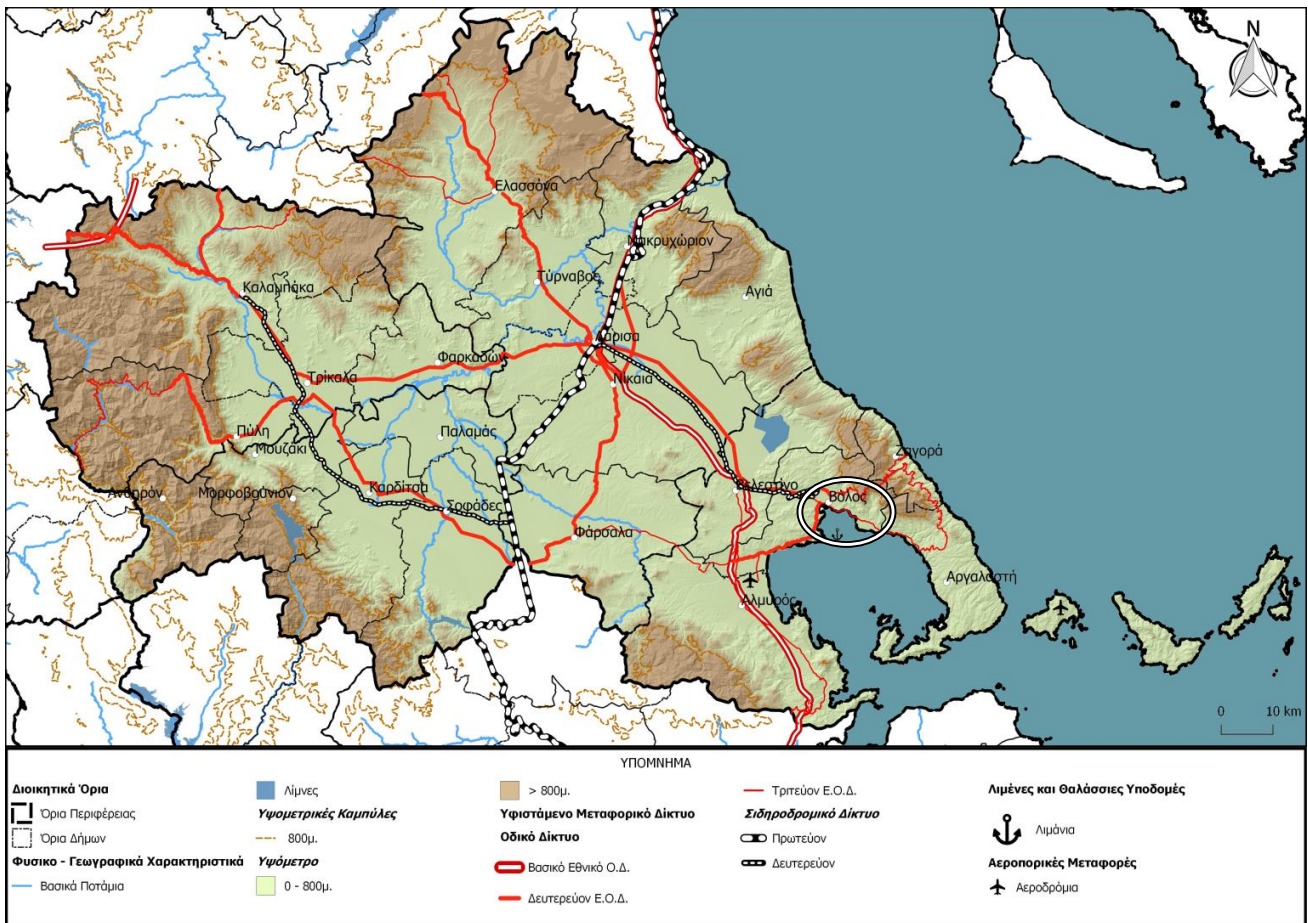 N
Ελασσόνα
Μακρυχώριον
Τύρναβος
Αγιά
Καλαμπάκα
Λάρισα
Φαρκαδών
Τρίκαλα
Νίκαια
Πύλη
Παλαμάς
Μουζάκι
Ζαγορά
Καρδίτσα
Βελεστίνο
Βόλος
Ανθηρόν
Μορφοβούνιον
Σοφάδες
Φάρσαλα
Αργαλαστή
Αλμυρός
0 10 km
ΥΠΟΜΝΗΜΑ
Διοικητικά Όρια
Όρια Περιφέρειας
Όρια Δήμων
Φυσικο - Γεωγραφικά Χαρακτηριστικά
Βασικά Ποτάμια
Λίμνες
Υψομετρικές Καμπύλες
800μ.
Υψόμετρο
0 - 800μ.
> 800μ.
Υφιστάμενο Μεταφορικό Δίκτυο
Οδικό Δίκτυο
Βασικό Εθνικό Ο.Δ.
Δευτερεύον Ε.Ο.Δ.
Τριτεύον Ε.Ο.Δ.
Σιδηροδρομικό Δίκτυο
Πρωτεύον
Δευτερεύον
Λιμένες και Θαλάσσιες Υποδομές
Λιμάνια
Αεροπορικές Μεταφορές
Αεροδρόμια